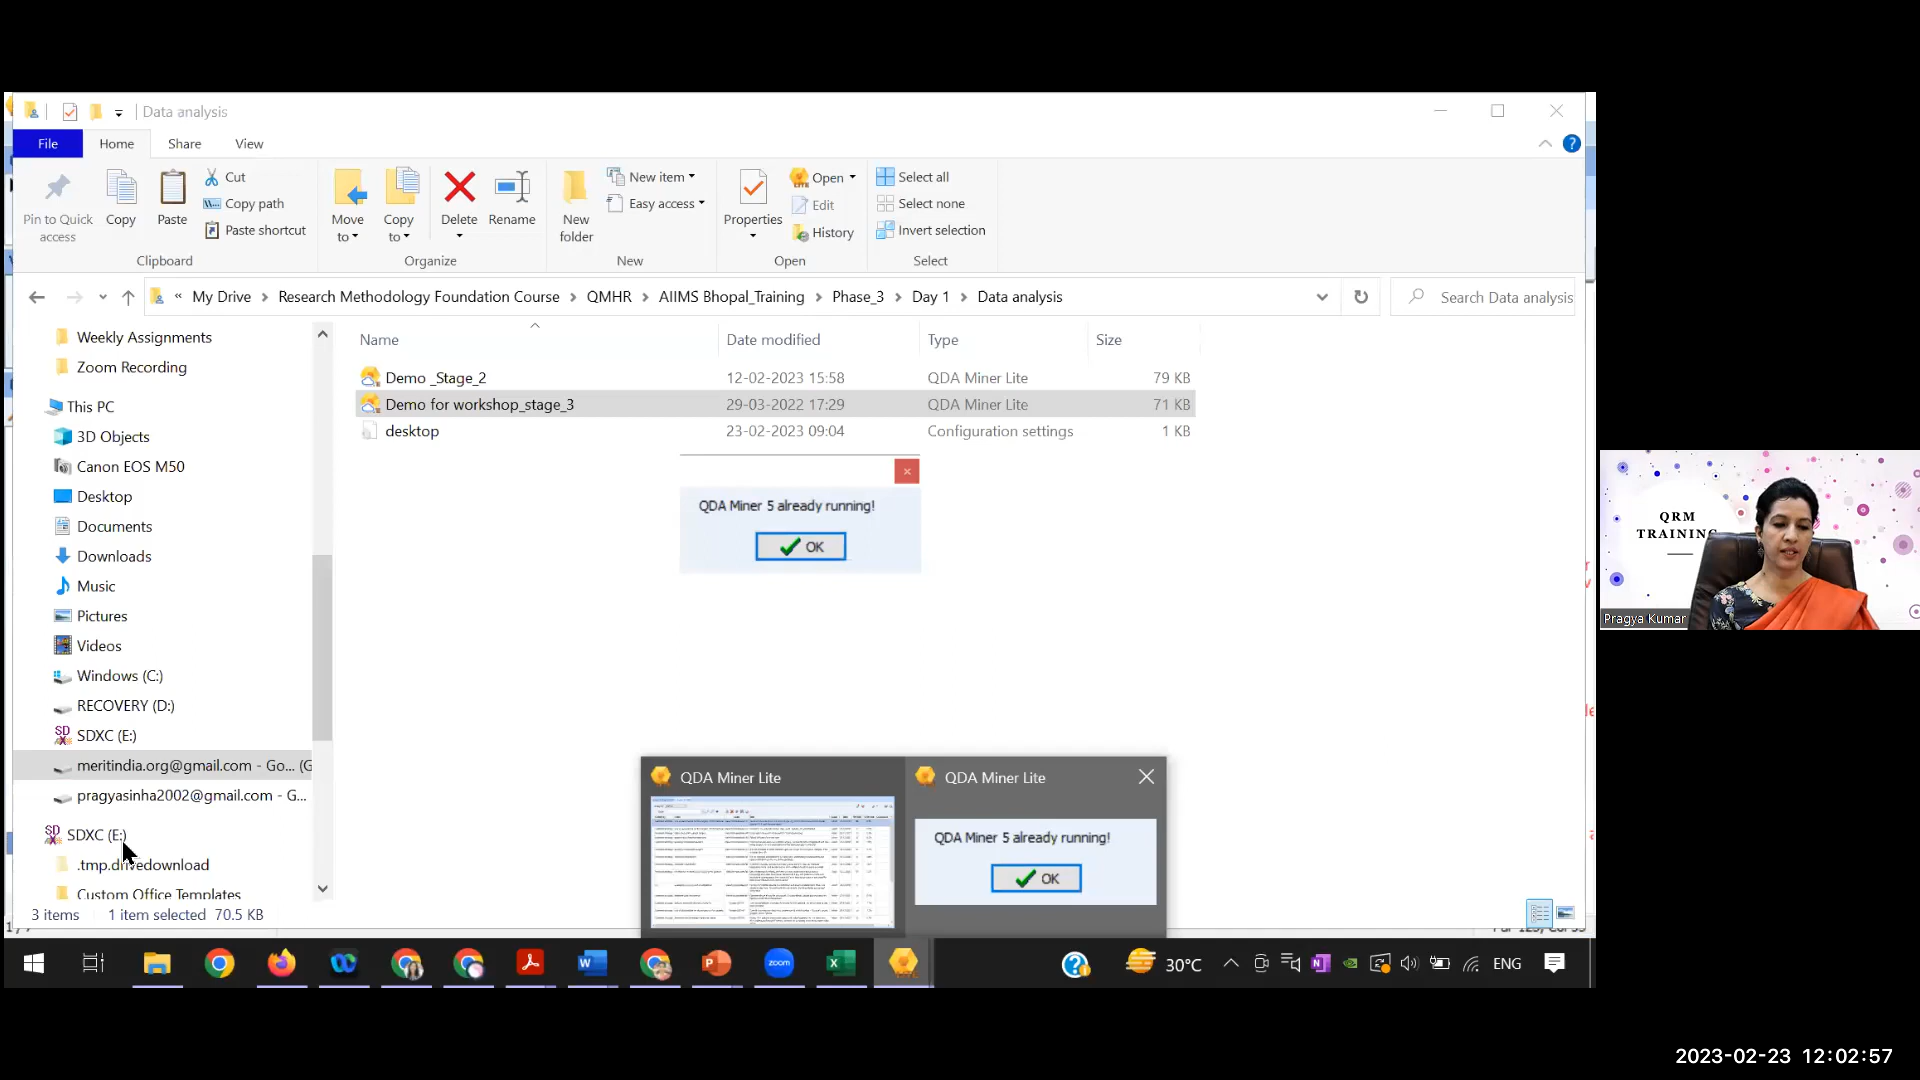 Data analysis
File Home Share View
Pin to Quick access
Copy
Paste
Cut
Copy path
Paste shortcut
Clipboard
Move to
Copy to
Delete
Rename
Organize
New folder
New item
Easy access
New
Properties
Open
Edit
History
Open
Select all
Select none
Invert selection
Select
« My Drive > Research Methodology Foundation Course > QMHR > AIIMS Bhopal_Training > Phase_3 > Day 1 > Data analysis
Search Data analysis
Weekly Assignments
Zoom Recording
This PC
3D Objects
Canon EOS M50
Desktop
Documents
Downloads
Music
Pictures
Videos
Windows (C:)
RECOVERY (D:)
SDXC (E:)
meritindia.org@gmail.com - Go... (G
pragyasinha2002@gmail.com - G...
SDXC (E:)
.tmp.drivedownload
Custom Office Templates
Name Date modified Type Size
Demo _Stage_2 12-02-2023 15:58 QDA Miner Lite 79 KB
Demo for workshop_stage_3 29-03-2022 17:29 QDA Miner Lite 71 KB
desktop 23-02-2023 09:04 Configuration settings 1 KB
QDA Miner 5 already running!
OK
QDA Miner Lite
QDA Miner Lite
QDA Miner 5 already running!
OK
3 items 1 item selected 70.5 KB
zoom
30°C
ENG
QRM
TRAINING
Pragya Kumar
2023-02-23 12:02:57